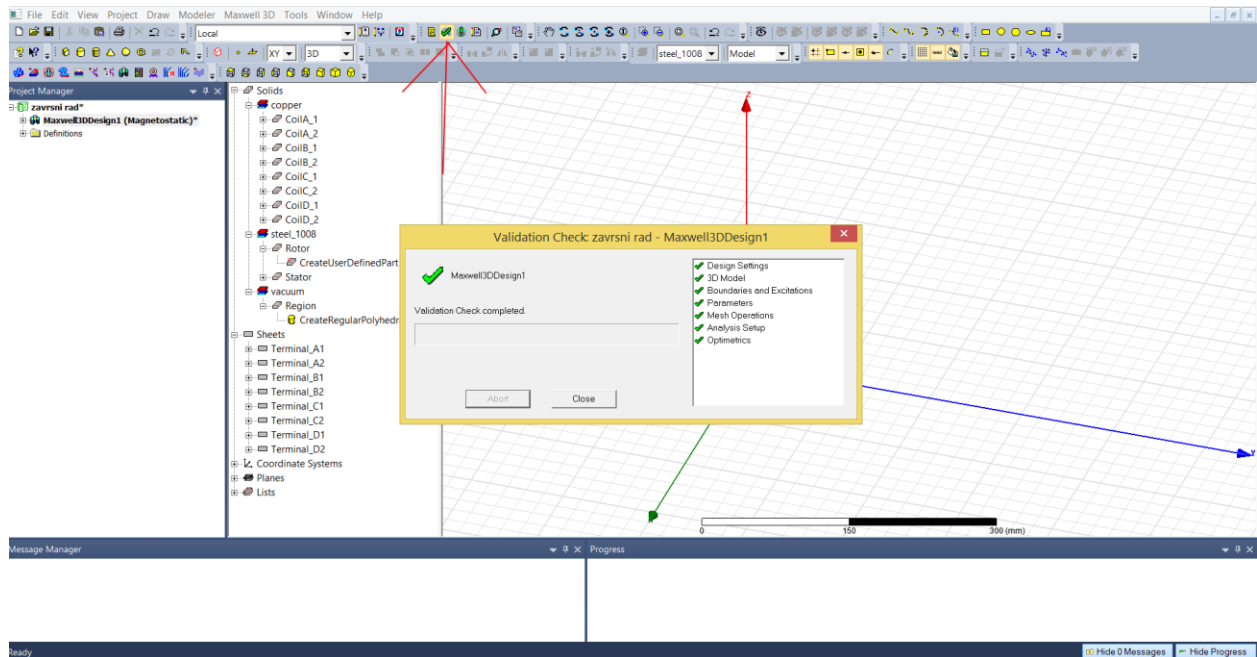 File Edit View Project Draw Modeler Maxwell 3D Tools Window Help
Local
XY
3D
steel_1008
Model
Project Manager
zavrsni rad*
Maxwell3DDesign1 (Magnetostatic)*
Definitions
Solids
copper
CoilA_1
CoilA_2
CoilB_1
CoilB_2
CoilC_1
CoilC_2
CoilD_1
CoilD_2
steel_1008
Rotor
CreateUserDefinedPart
Stator
vacuum
Region
CreateRegularPolyhedr
Sheets
Terminal_A1
Terminal_A2
Terminal_B1
Terminal_B2
Terminal_C1
Terminal_C2
Terminal_D1
Terminal_D2
Coordinate Systems
Planes
Lists
Z
Validation Check: zavrsni rad - Maxwell3DDesign1
Maxwell3DDesign1
Validation Check completed.
Abort
Close
Design Settings
3D Model
Boundaries and Excitations
Parameters
Mesh Operations
Analysis Setup
Optimetrics
Y
0
150
300 (mm)
Message Manager
Progress
Ready
Hide 0 Messages
Hide Progress